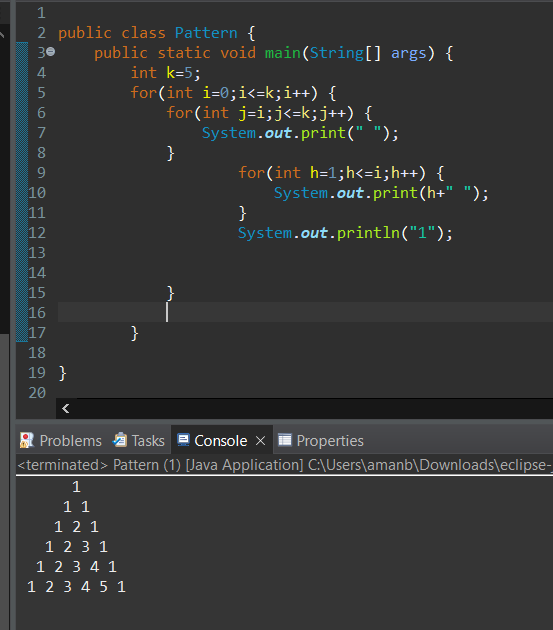 1
2 public class Pattern {
3 public static void main(String[] args) {
4 int k=5;
5 for(int i=0;i<=k;i++) {
6 for(int j=i;j<=k;j++) {
7 System.out.print(" ");
8 }
9 for(int h=1;h<=i;h++) {
10 System.out.print(h+" ");
11 }
12 System.out.println("1");
13
14
15 }
16
17 }
18
19 }
20
Problems Tasks Console Properties
<terminated> Pattern (1) [Java Application] C:\Users\amanb\Downloads\eclipse-
1
1 1
1 2 1
1 2 3 1
1 2 3 4 1
1 2 3 4 5 1